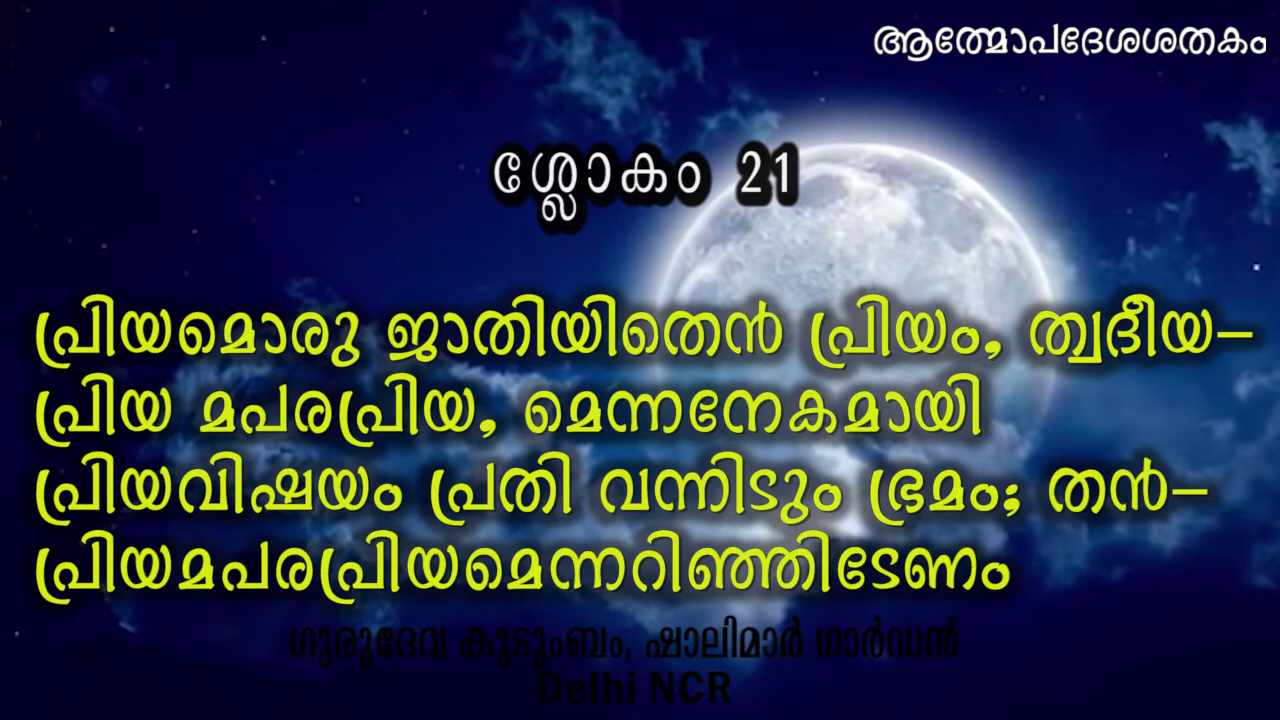 ആത്മോപദേശശതകം
ശ്ലോകം 21
പ്രിയമൊരു ജാതിയിതെൻ പ്രിയം, ത്വദീയ-
പ്രിയ മപരപ്രിയ, മെന്നനേകമായി
പ്രിയവിഷയം പ്രതി വന്നിടും ഭ്രമം; തൻ-
പ്രിയമപരപ്രിയമെന്നറിഞ്ഞിടേണം
ഗുരുദേവ കുടുംബം, ഷാലിമാർ ഗാർഡൻ
Delhi NCR